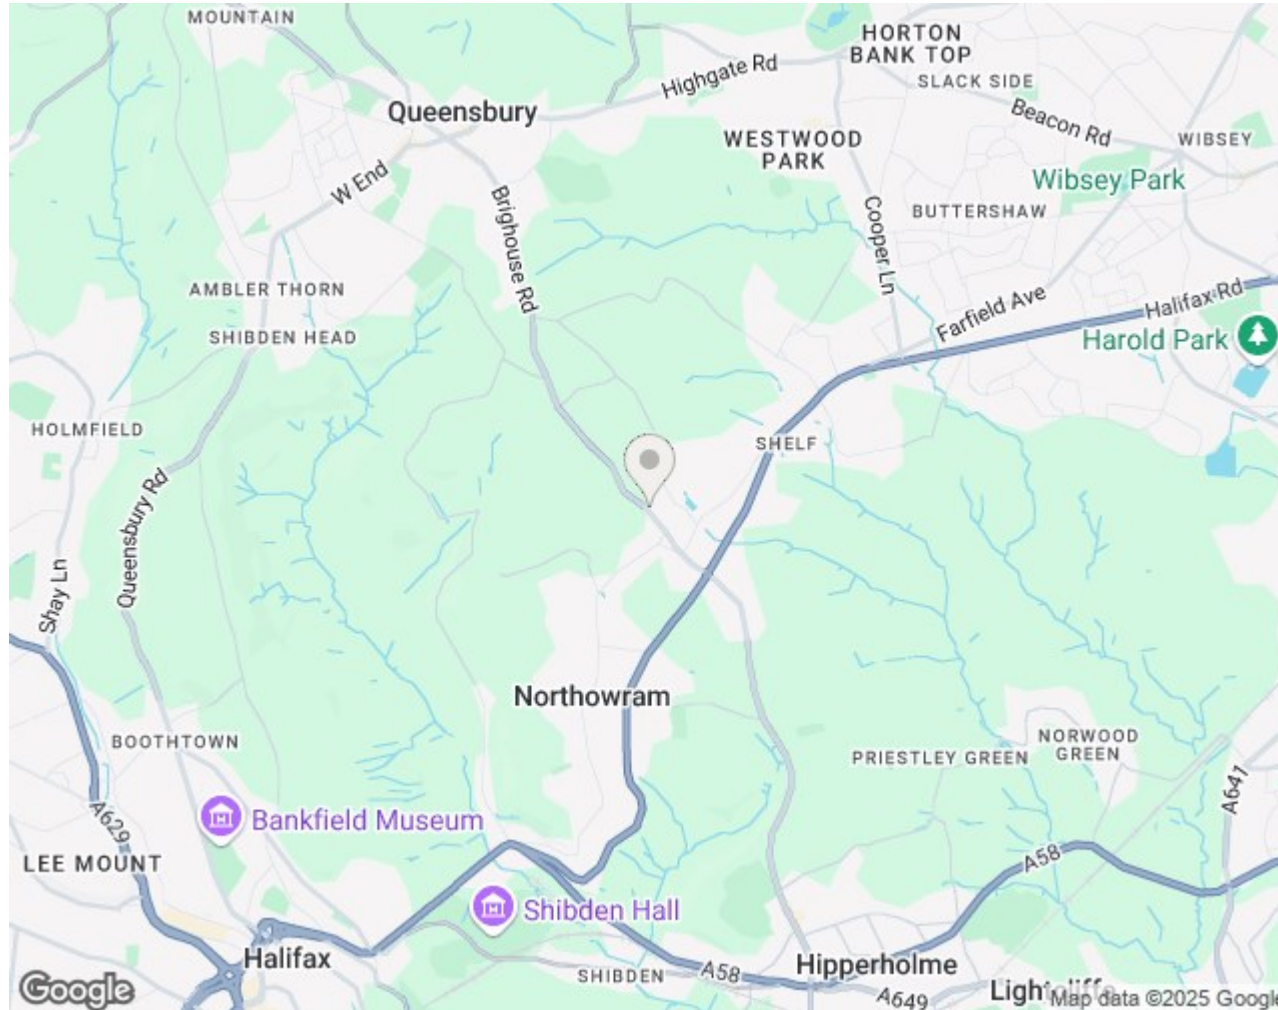 MOUNTAIN
HORTON
BANK TOP
Highgate Rd
SLACK SIDE
Queensbury
Beacon Rd
WESTWOOD
PARK
WIBSEY
W End
Wibsey Park
Brighouse Rd
Cooper Ln
BUTTERSHAW
AMBLER THORN
Farfield Ave
Halifax Rd
SHIBDEN HEAD
Harold Park
HOLMFIELD
SHELF
Queensbury Rd
Shay Ln
Northowram
BOOTHTOWN
NORWOOD
GREEN
PRIESTLEY GREEN
A641
Bankfield Museum
A629
LEE MOUNT
A58
Shibden Hall
Halifax
SHIBDEN
A58
Hipperholme
A649
Google
Map data ©2025 Google